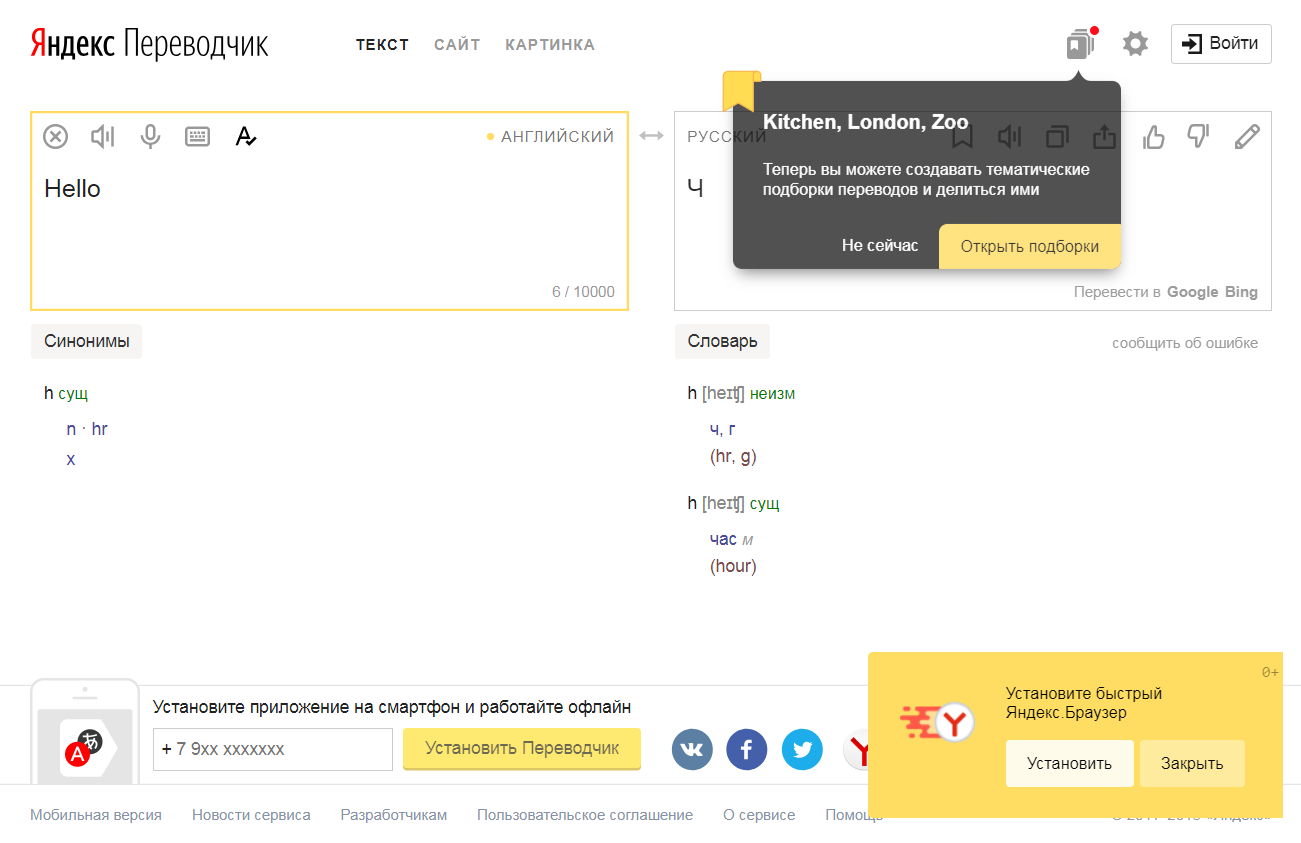 Яндекс Переводчик
ТЕКСТ САЙТ КАРТИНКА
Войти
АНГЛИЙСКИЙ
Hello
6 / 10000
РУССКИЙ
Ч
Kitchen, London, Zoo
Теперь вы можете создавать тематические
подборки переводов и делиться ими
Не сейчас
Открыть подборки
Перевести в Google Bing
Синонимы
h сущ
n · hr
x
Словарь
сообщить об ошибке
h [heɪʧ] неизм
ч, г
(hr, g)
h [heɪʧ] сущ
час м
(hour)
Установите приложение на смартфон и работайте офлайн
+ 7 9xx xxxxxxx
Установить Переводчик
0+
Установите быстрый
Яндекс.Браузер
Установить
Закрыть
Мобильная версия Новости сервиса Разработчикам Пользовательское соглашение О сервисе Помощь